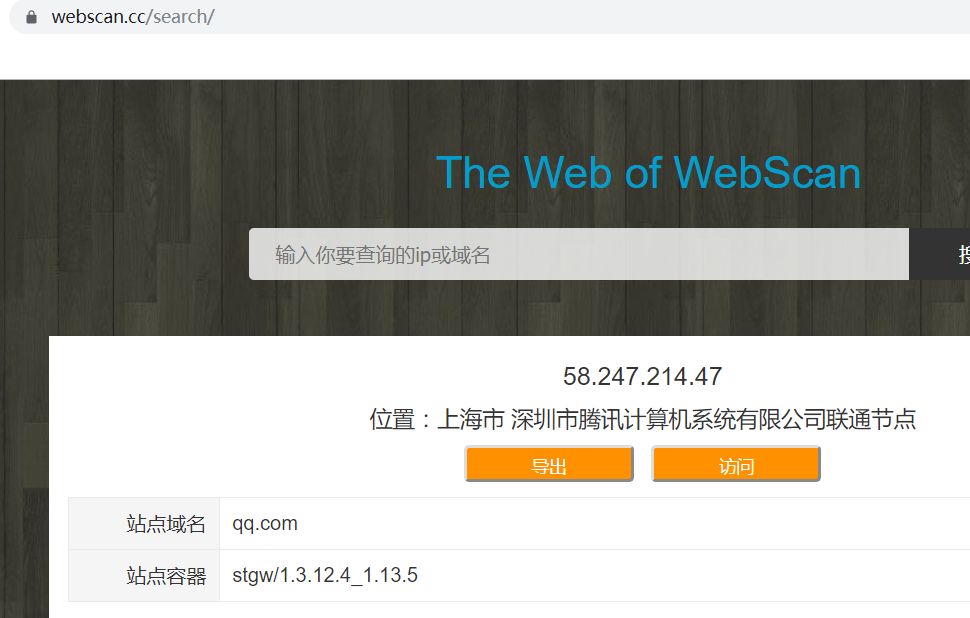 webscan.cc/search/
The Web of WebScan
输入你要查询的ip或域名
58.247.214.47
位置：上海市 深圳市腾讯计算机系统有限公司联通节点
导出 访问
站点域名 qq.com
站点容器 stgw/1.3.12.4_1.13.5